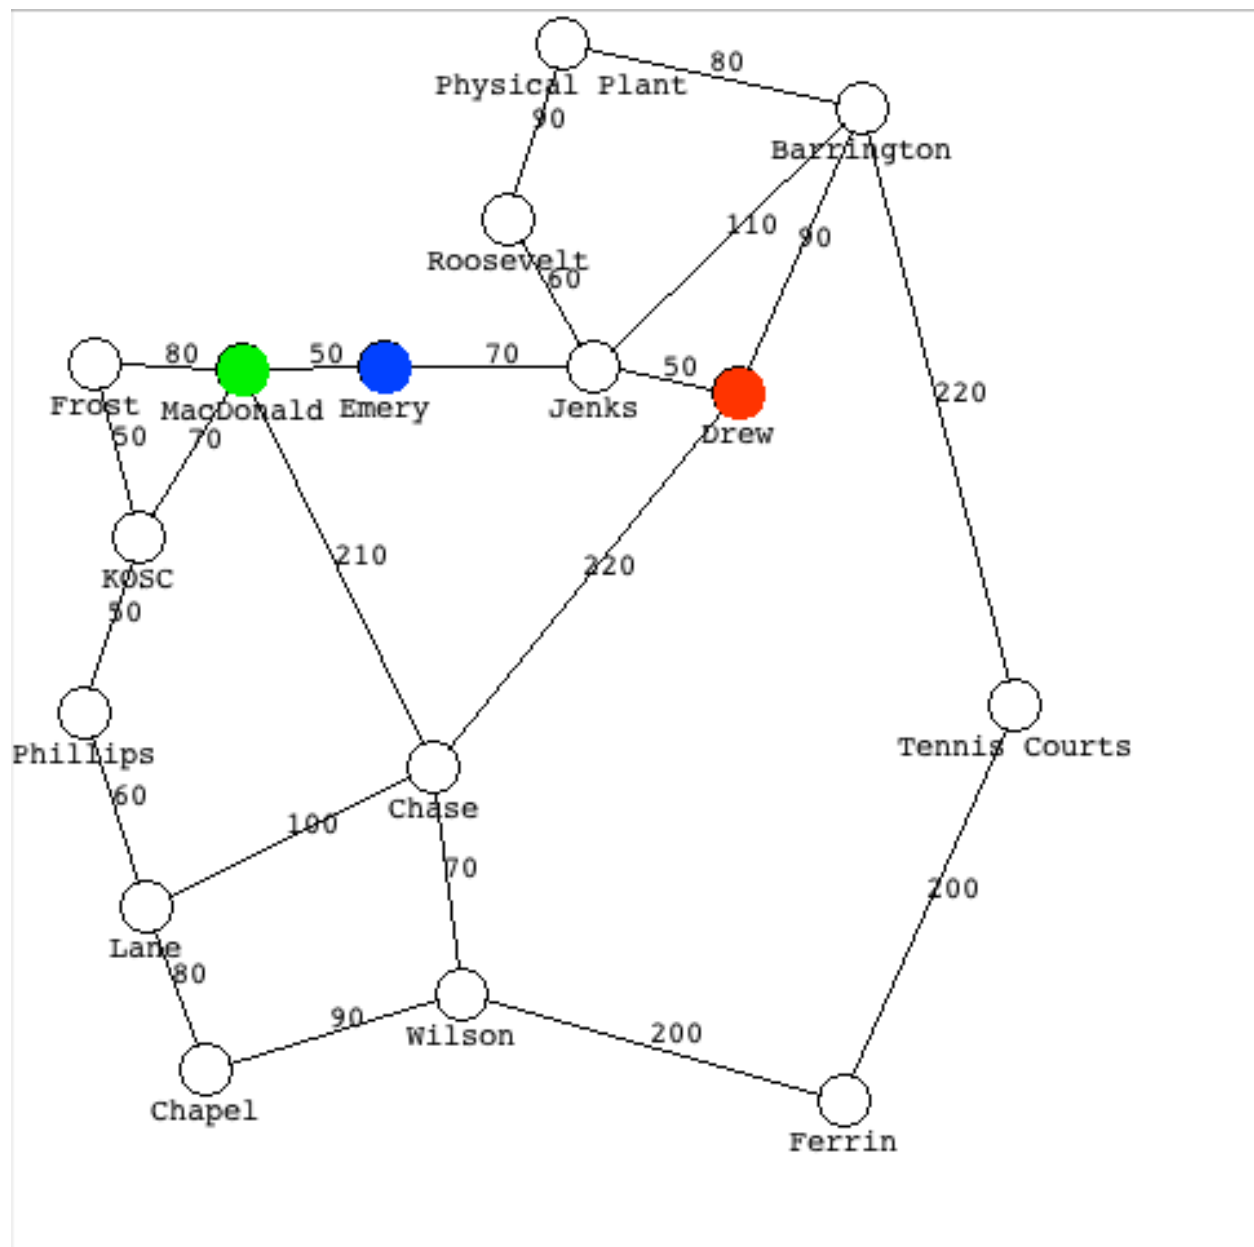 80
Physical Plant
90
Barrington
110
90
Roosevelt
60
80
50
70
50
Frost
MacDonald
Emery
Jenks
Drew
220
50
70
210
220
KOSC
50
Phillips
Tennis Courts
60
100
Chase
70
200
Lane
80
90
Wilson
200
Chapel
Ferrin